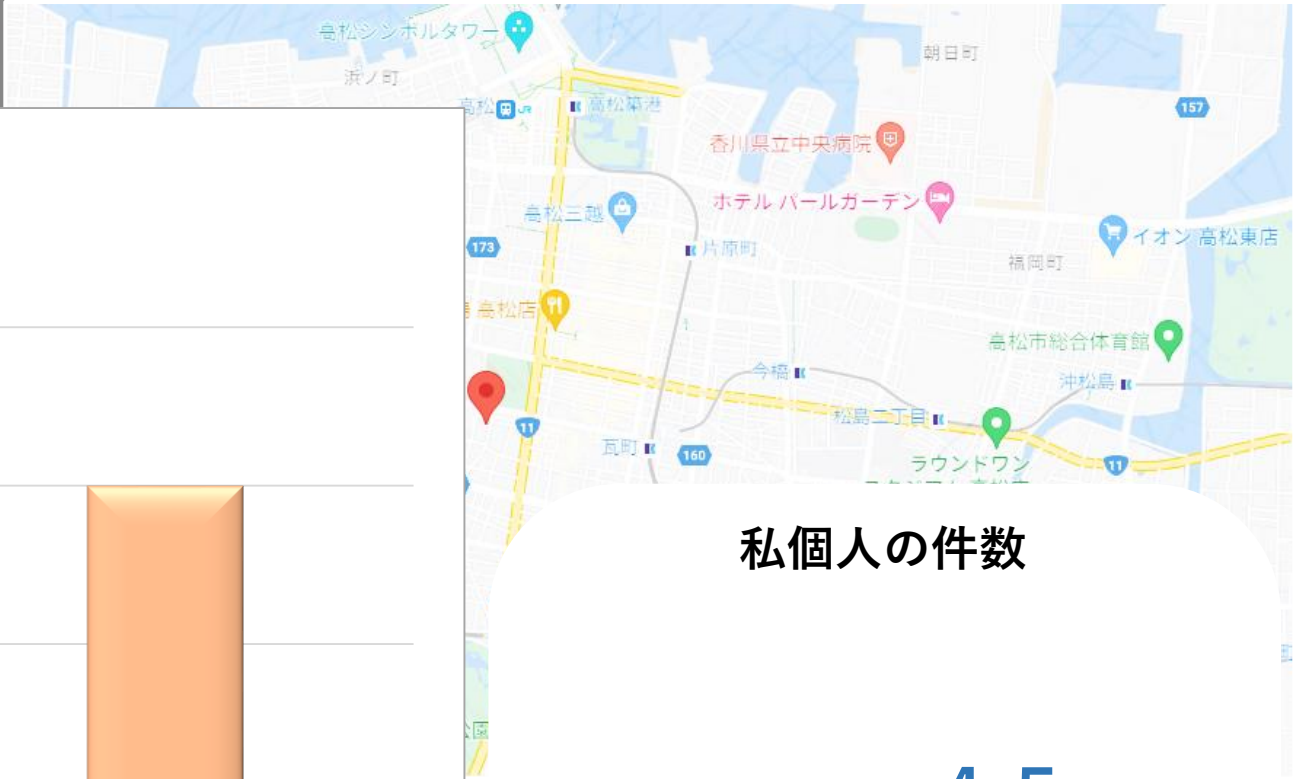 高松シンボルタワー
朝日町
浜ノ町
高松 JR
高松築港
157
香川県立中央病院
ホテル パールガーデン
高松三越
173
片原町
イオン 高松東店
福岡町
高松店
高松市総合体育館
今橋
沖松島
11
松島二丁目
瓦町
160
ラウンドワン
11
私個人の件数